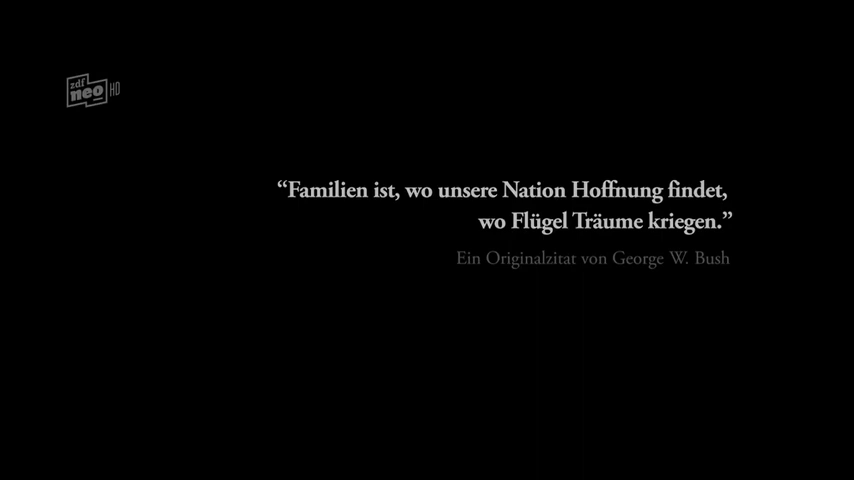 zdf
neo HD
“Familien ist, wo unsere Nation Hoffnung findet,
wo Flügel Träume kriegen.”
Ein Originalzitat von George W. Bush